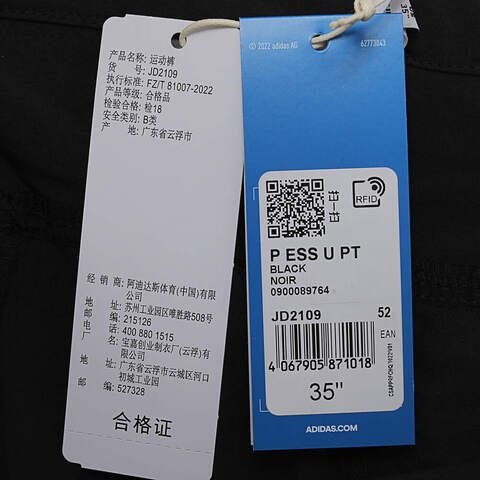 产品名称: 运动裤
货 号: JD2109
执行标准: FZ/T 81007-2022
产品等级: 合格品
检验合格: 检18
安全类别: B类
产 地: 广东省云浮市
经 销 商: 阿迪达斯体育(中国)有限公司
地 址: 苏州工业园区唯胜路508号
邮 编: 215126
电 话: 400 880 1515
厂 名: 宝嘉创业制衣厂(云浮)有限公司
地 址: 广东省云浮市云城区河口初城工业园
邮 编: 527328
合格证
35"
© 2022 adidas AG
62773043
RFID
P ESS U PT
BLACK
NOIR
0900089764
JD2109 52
EAN
4 067905 871018
35"
ADIDAS.COM